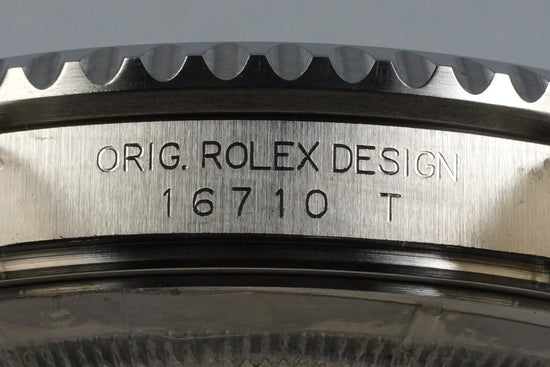 ORIG. ROLEX DESIGN
16710 T